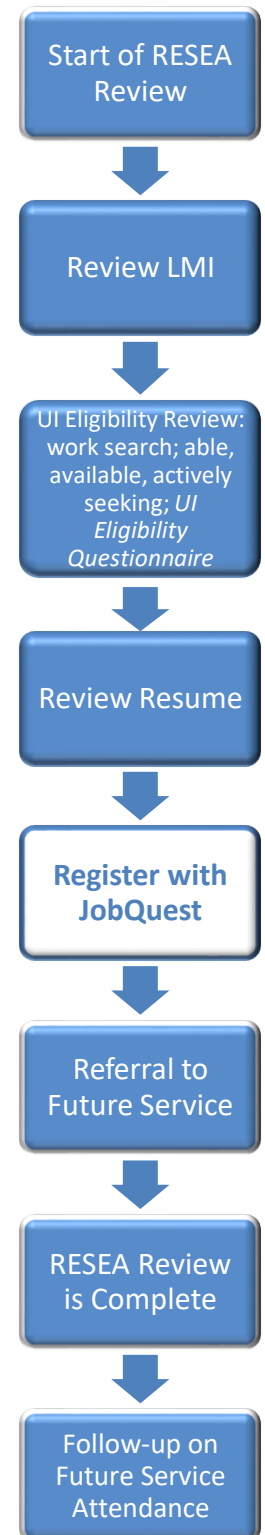 Start of RESEA
Review
Review LMI
UI Eligibility Review:
work search; able,
available, actively
seeking; UI
Eligibility
Questionnaire
Review Resume
Register with
JobQuest
Referral to
Future Service
RESEA Review
is Complete
Follow-up on
Future Service
Attendance